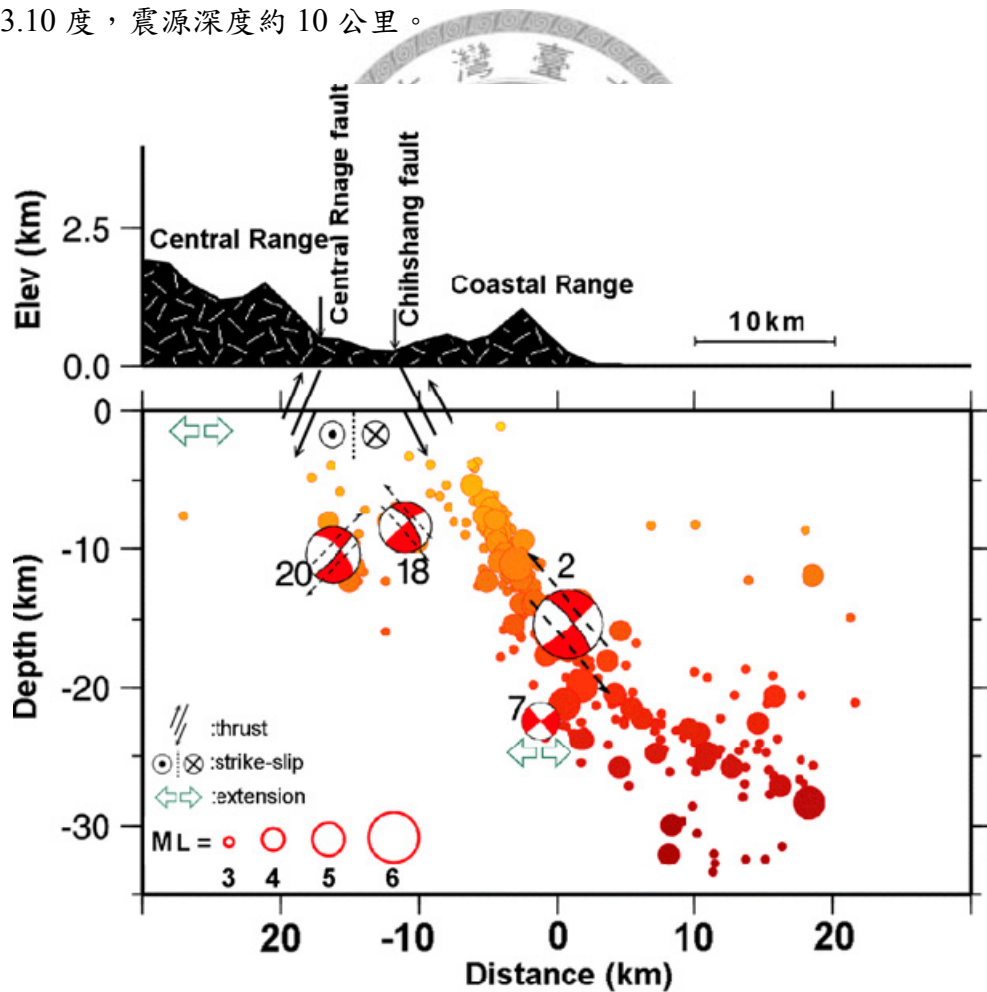 3.10 度，震源深度約 10 公里。
灣 臺
Central Rnage fault
Chihshang fault
Elev (km)
2.5
0.0
Central Range
Coastal Range
10km
0
-10
-20
-30
Depth (km)
20
18
2
7
:thrust
:strike-slip
:extension
ML =
3 4 5 6
20 -10 0 10 20
Distance (km)